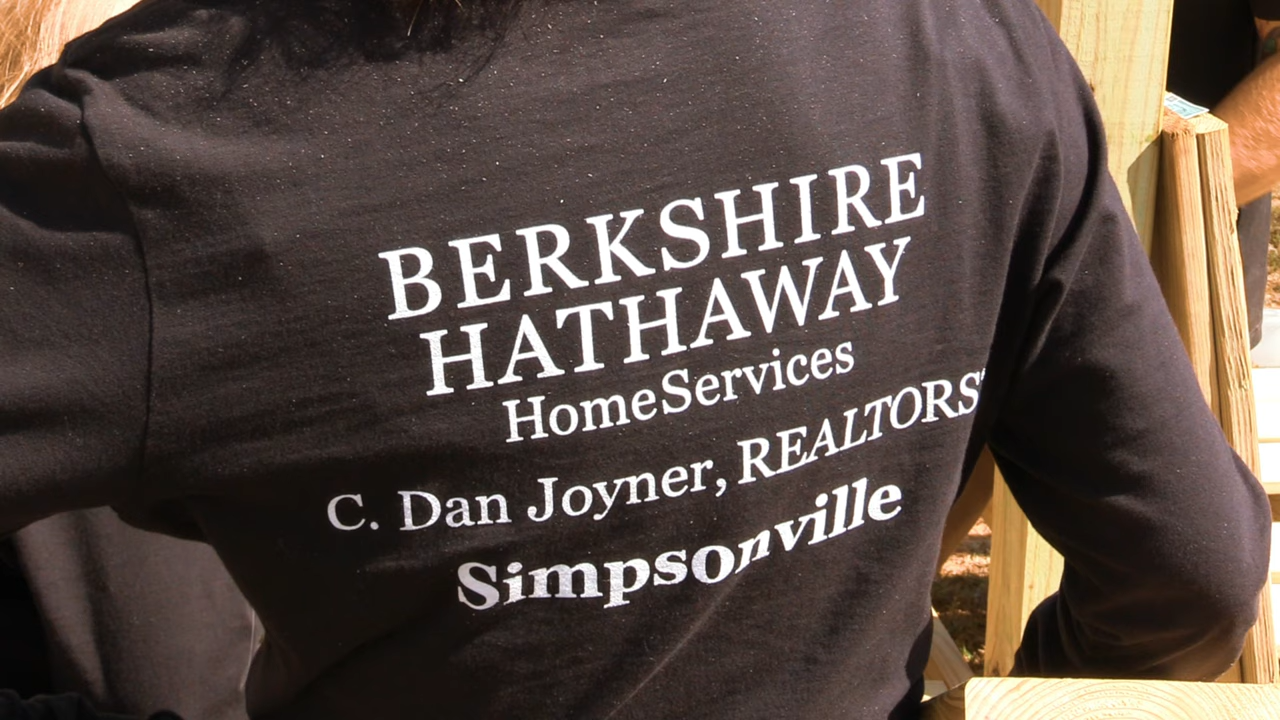 BERKSHIRE
HATHAWAY
HomeServices
C. Dan Joyner, REALTORS®
Simpsonville